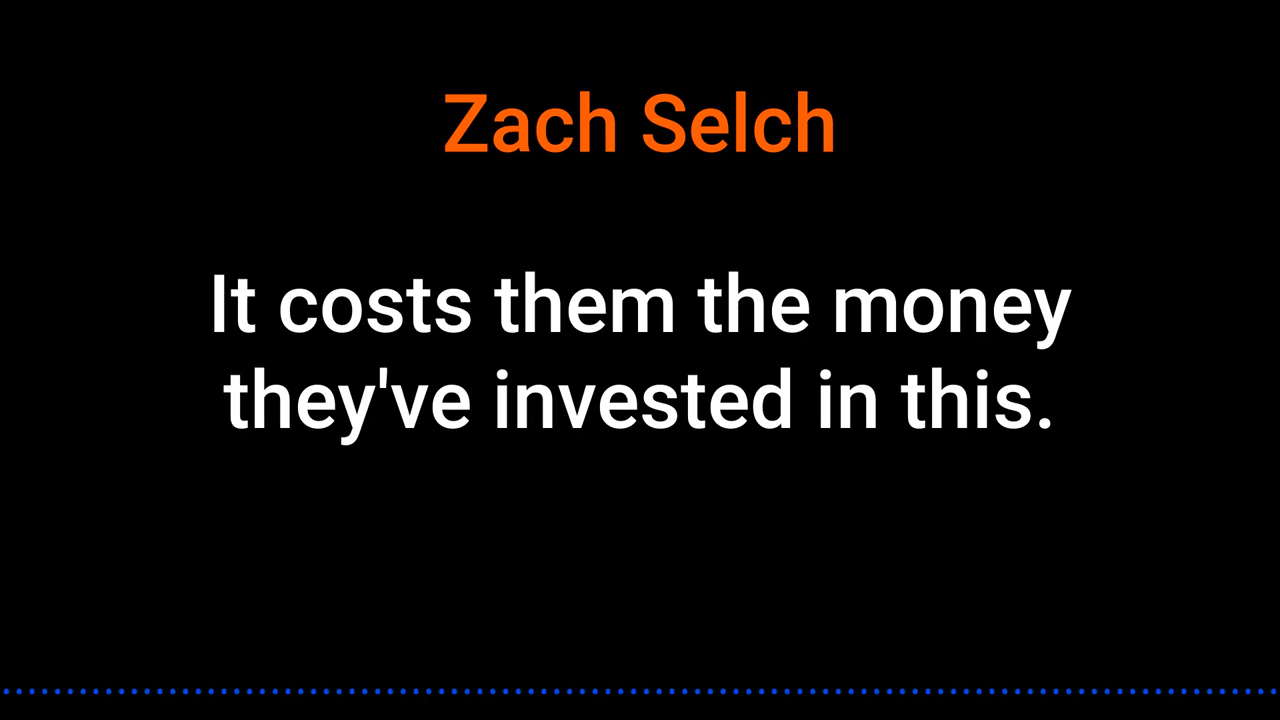 Zach Selch
It costs them the money
they've invested in this.